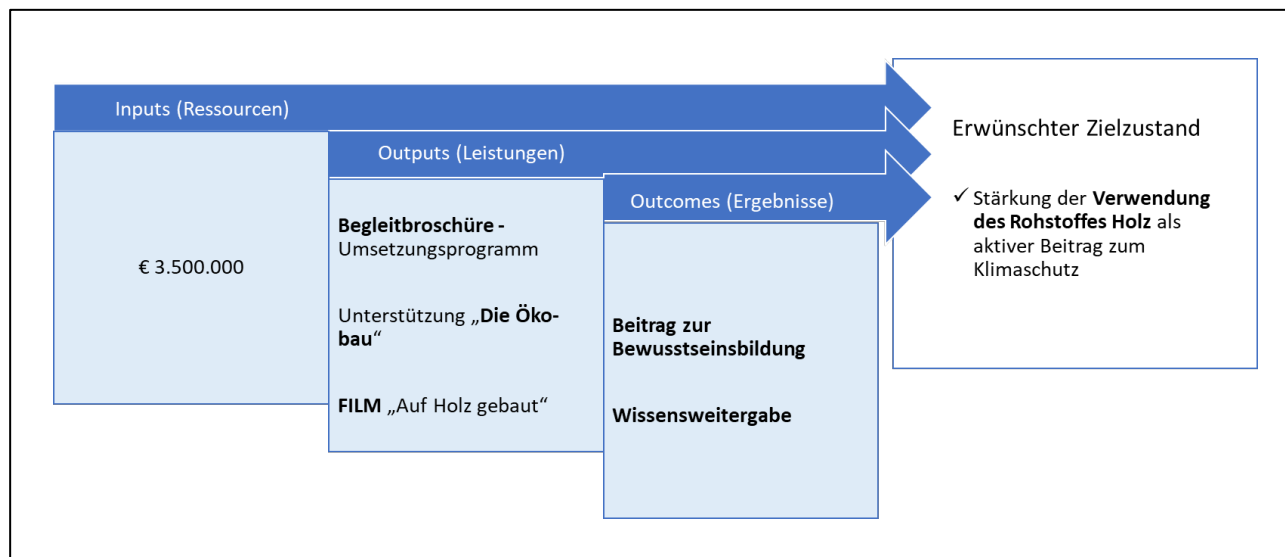 Inputs (Ressourcen)
€ 3.500.000
Outputs (Leistungen)
Begleitbroschüre -
Umsetzungsprogramm
Unterstützung „Die Öko-
bau“
FILM „Auf Holz gebaut“
Outcomes (Ergebnisse)
Beitrag zur
Bewusstseinsbildung
Wissensweitergabe
Erwünschter Zielzustand
✓ Stärkung der Verwendung
des Rohstoffes Holz als
aktiver Beitrag zum
Klimaschutz